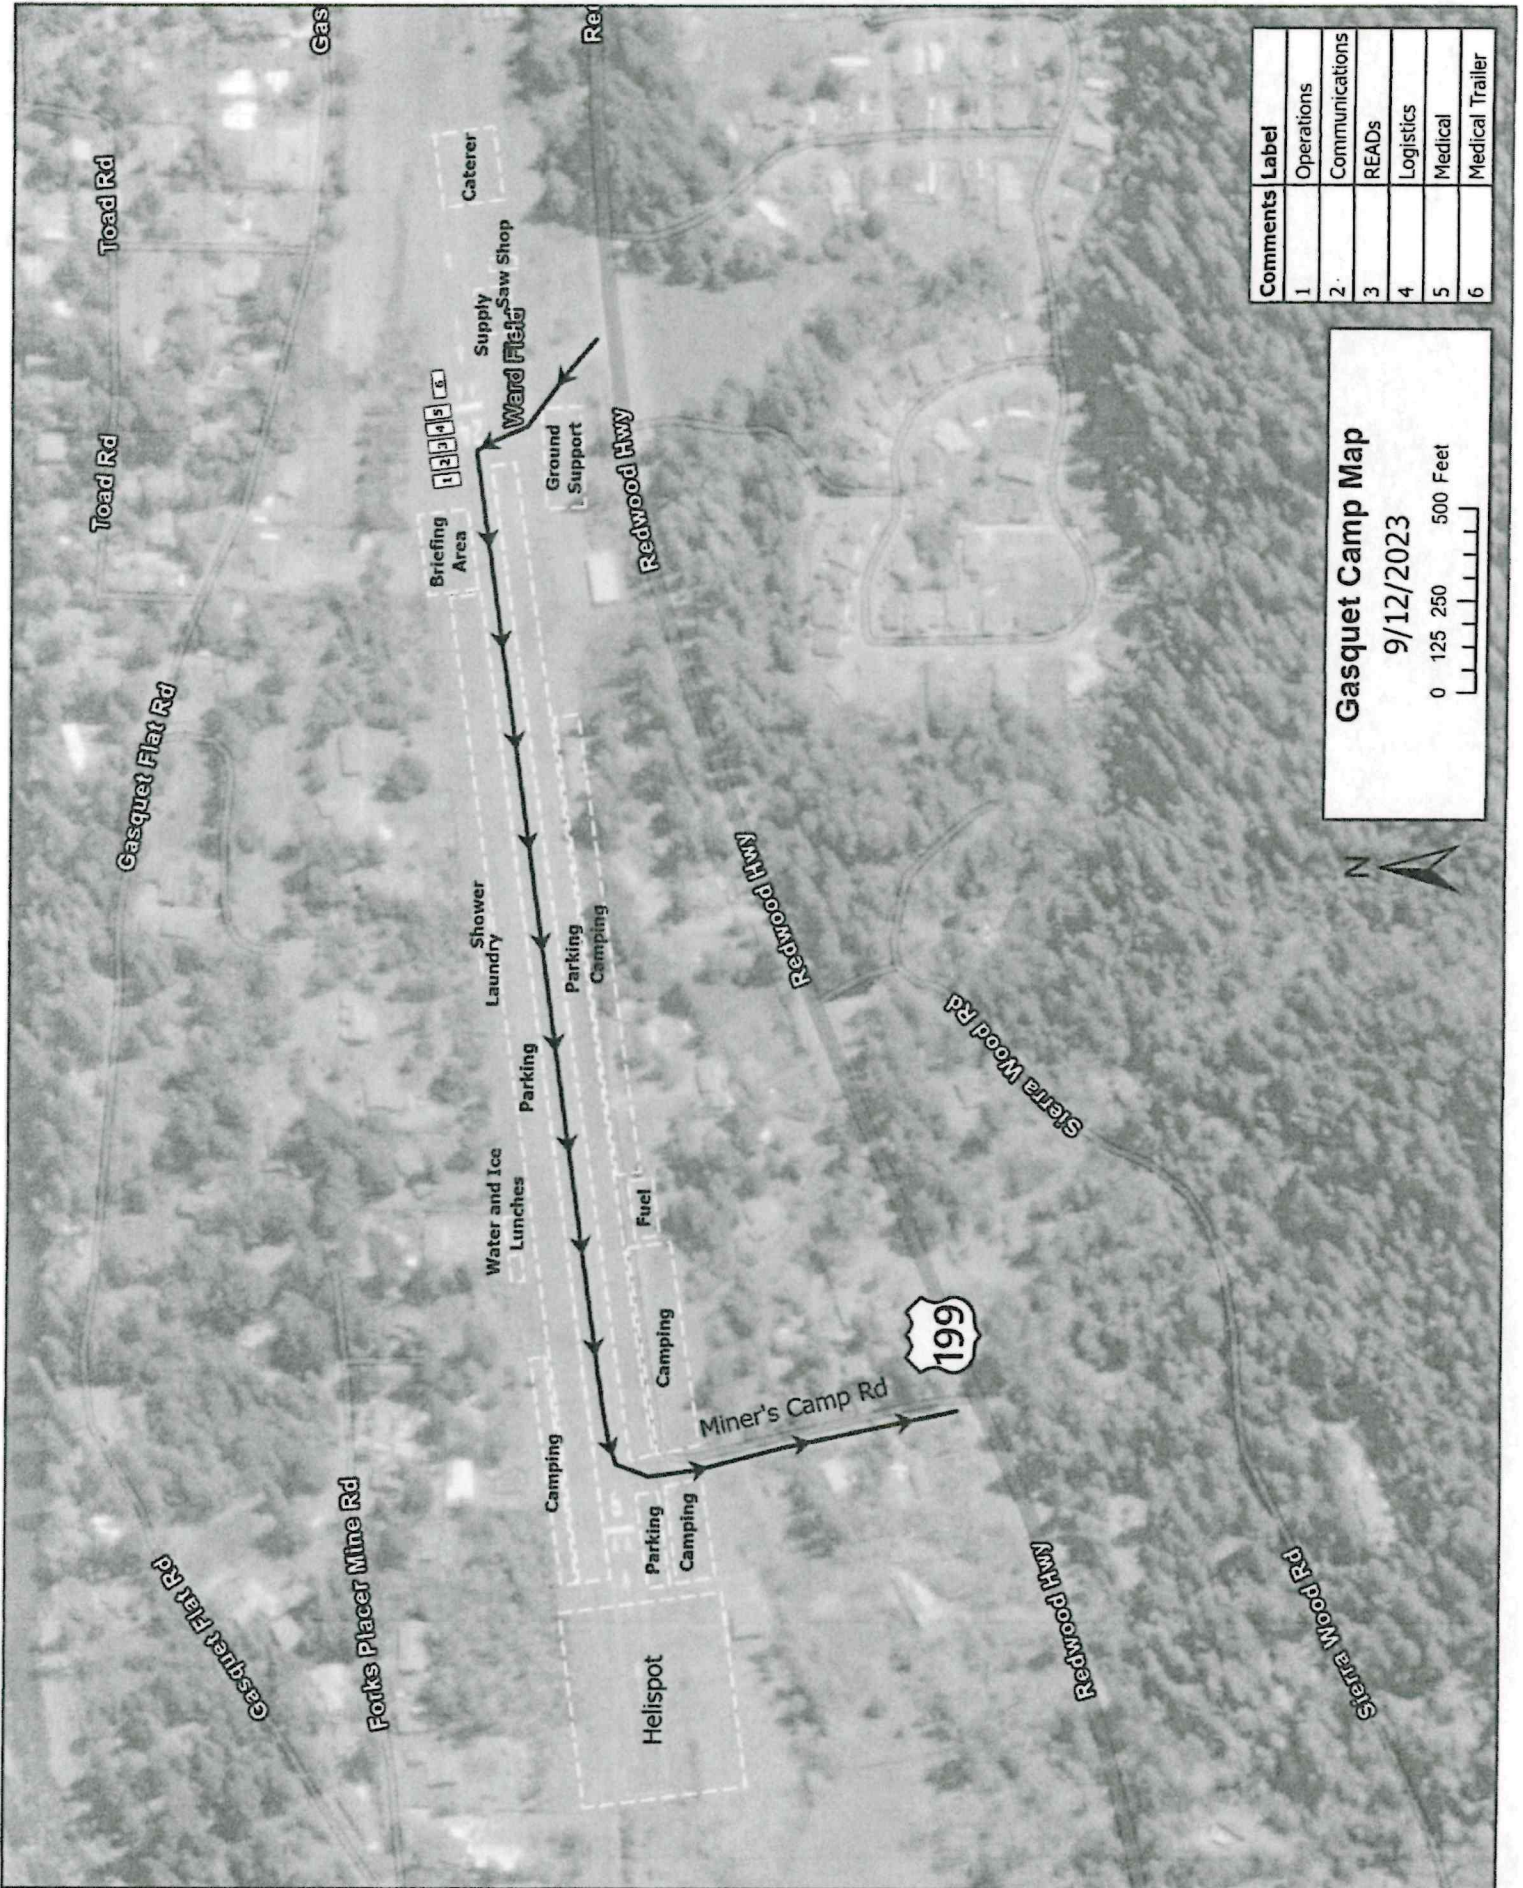 Gasquet Flat Rd
Gasquet Flat Rd
Toad Rd
Toad Rd
Gas
Forks Placer Mine Rd
Helispot
Camping
Parking
Camping
Camping
Fuel
Water and Ice
Lunches
Parking
Shower
Laundry
Parking
Camping
Briefing
Area
1 2 3 4 5 6
Ground
Support
Supply
Saw Shop
Ward Field
Caterer
Miner's Camp Rd
199
Redwood Hwy
Redwood Hwy
Redwood Hwy
Re
Sierra Wood Rd
Sierra Wood Rd
N
Gasquet Camp Map
9/12/2023
0 125 250 500 Feet
Comments Label
1 Operations
2. Communications
3 READs
4 Logistics
5 Medical
6 Medical Trailer